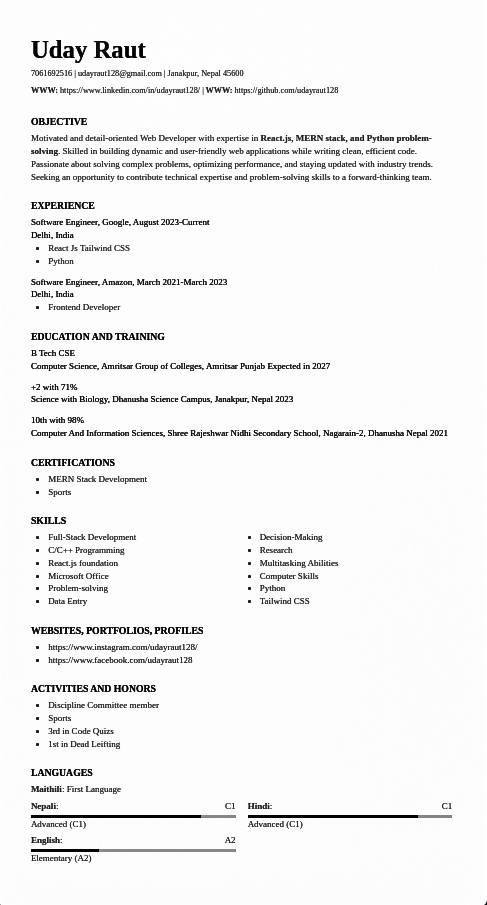 Uday Raut
7061692516 | udayraut128@gmail.com | Janakpur, Nepal 45600
WWW: https://www.linkedin.com/in/udayraut128/ | WWW: https://github.com/udayraut128
OBJECTIVE
Motivated and detail-oriented Web Developer with expertise in React.js, MERN stack, and Python problem-
solving. Skilled in building dynamic and user-friendly web applications while writing clean, efficient code.
Passionate about solving complex problems, optimizing performance, and staying updated with industry trends.
Seeking an opportunity to contribute technical expertise and problem-solving skills to a forward-thinking team.
EXPERIENCE
Software Engineer, Google, August 2023-Current
Delhi, India
• React Js Tailwind CSS
• Python
Software Engineer, Amazon, March 2021-March 2023
Delhi, India
• Frontend Developer
EDUCATION AND TRAINING
B Tech CSE
Computer Science, Amritsar Group of Colleges, Amritsar Punjab Expected in 2027
+2 with 71%
Science with Biology, Dhanusha Science Campus, Janakpur, Nepal 2023
10th with 98%
Computer And Information Sciences, Shree Rajeshwar Nidhi Secondary School, Nagarain-2, Dhanusha Nepal 2021
CERTIFICATIONS
• MERN Stack Development
• Sports
SKILLS
• Full-Stack Development
• C/C++ Programming
• React.js foundation
• Microsoft Office
• Problem-solving
• Data Entry
• Decision-Making
• Research
• Multitasking Abilities
• Computer Skills
• Python
• Tailwind CSS
WEBSITES, PORTFOLIOS, PROFILES
• https://www.instagram.com/udayraut128/
• https://www.facebook.com/udayraut128
ACTIVITIES AND HONORS
• Discipline Committee member
• Sports
• 3rd in Code Quizs
• 1st in Dead Leifting
LANGUAGES
Maithili: First Language
Nepali: C1
Advanced (C1)
Hindi: C1
Advanced (C1)
English: A2
Elementary (A2)